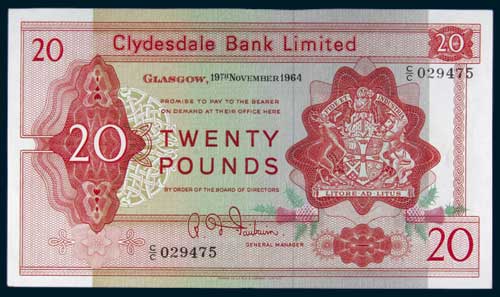 20 Clydesdale Bank Limited 20
GLASGOW, 19TH NOVEMBER 1964 C/C 029475
PROMISE TO PAY TO THE BEARER
ON DEMAND AT THEIR OFFICE HERE
20 TWENTY
POUNDS
BY ORDER OF THE BOARD OF DIRECTORS
LITORE AD LITUS
GENERAL MANAGER
C/C 029475
20